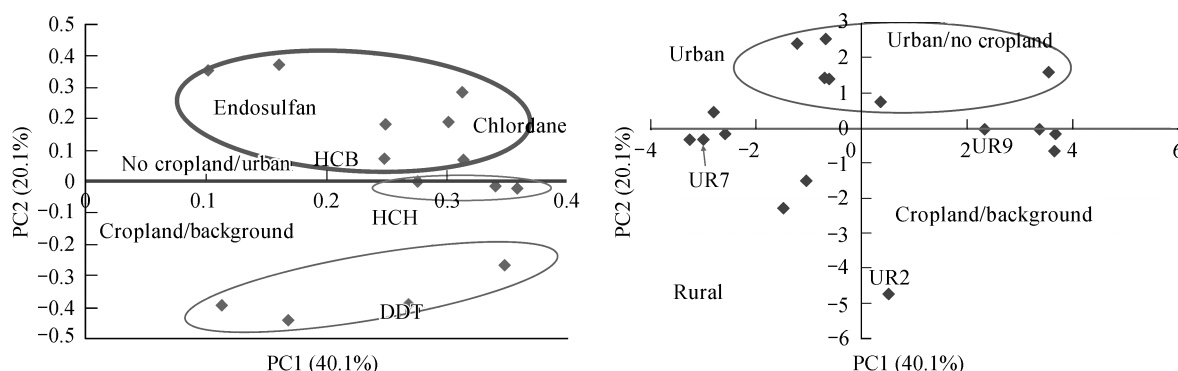 0.5
0.4
0.3
0.2
0.1
0
−0.1
−0.2
−0.3
−0.4
−0.5
PC2 (20.1%)
Endosulfan
Chlordane
No cropland/urban
HCB
0.1
0.2
0.3
0.4
HCH
Cropland/background
DDT
0
PC1 (40.1%)
3
2
1
0
−1
−2
−3
−4
−5
−6
PC2 (20.1%)
Urban
Urban/no cropland
−4
−2
0
2
4
6
UR9
UR7
Cropland/background
Rural
UR2
PC1 (40.1%)